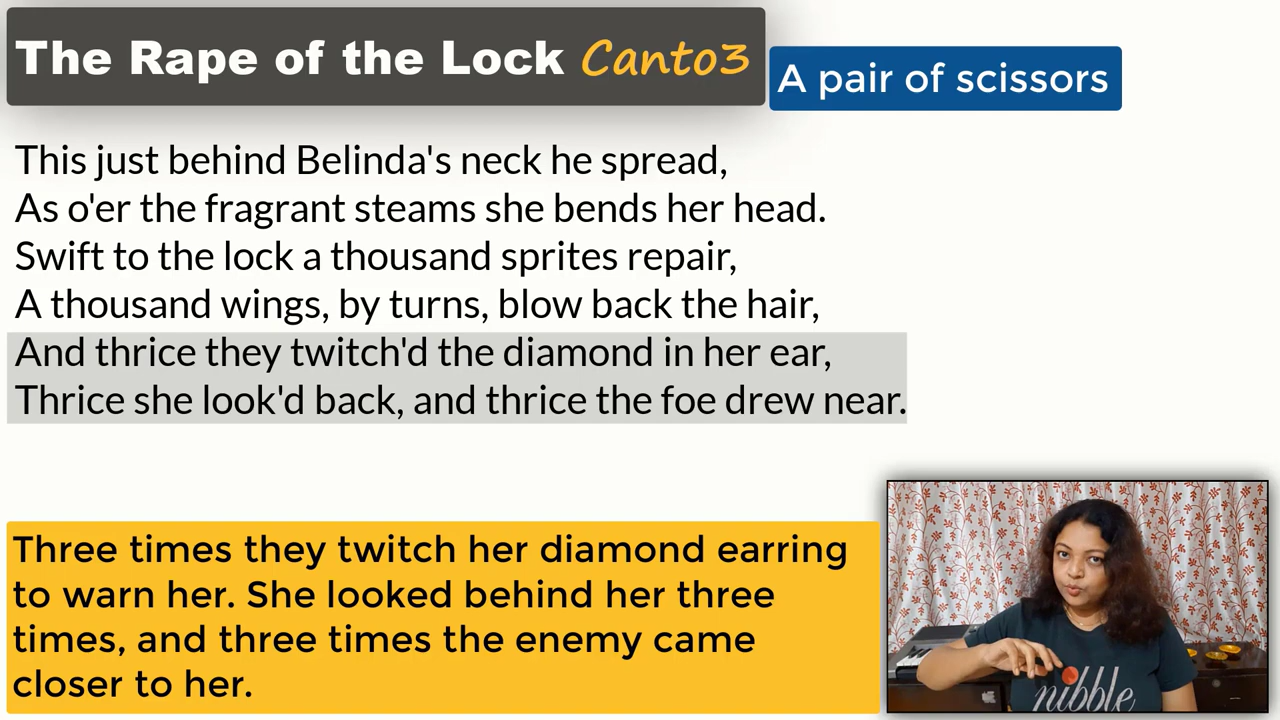 The Rape of the Lock Canto3
A pair of scissors
This just behind Belinda's neck he spread,
As o'er the fragrant steams she bends her head.
Swift to the lock a thousand sprites repair,
A thousand wings, by turns, blow back the hair,
And thrice they twitch'd the diamond in her ear,
Thrice she look'd back, and thrice the foe drew near.
Three times they twitch her diamond earring
to warn her. She looked behind her three
times, and three times the enemy came
closer to her.
nibble